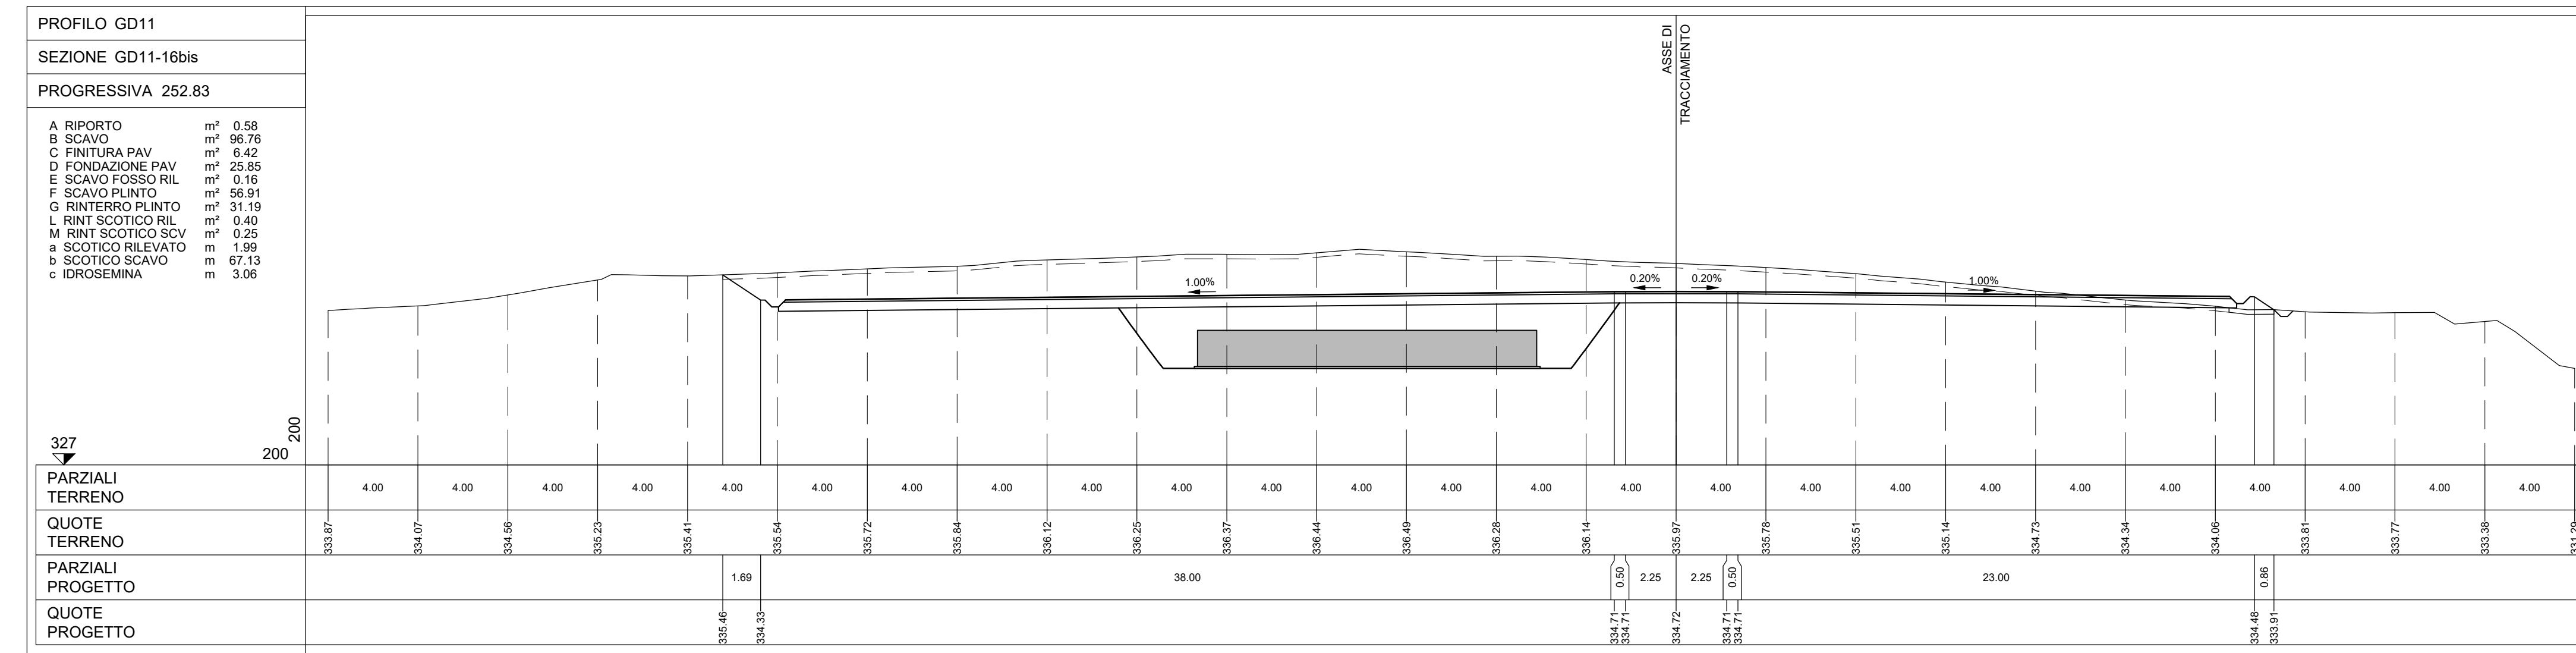 PROFILO GD11
SEZIONE GD11-16bis
PROGRESSIVA 252.83
A RIPORTO m² 0.58
B SCAVO m² 96.76
C FINITURA PAV m² 6.42
D FONDAZIONE PAV m² 25.85
E SCAVO FOSSO RIL m² 0.16
F SCAVO PLINTO m² 56.91
G RINTERRO PLINTO m² 31.19
L RINT SCOTICO RIL m² 0.40
M RINT SCOTICO SCV m² 0.25
a SCOTICO RILEVATO m 1.99
b SCOTICO SCAVO m 67.13
c IDROSEMINA m 3.06
ASSE DI
TRACCIAMENTO
1.00% 0.20% 0.20% 1.00%
327
200
200
PARZIALI
TERRENO
4.00 4.00 4.00 4.00 4.00 4.00 4.00 4.00 4.00 4.00 4.00 4.00 4.00 4.00 4.00 4.00 4.00 4.00 4.00 4.00 4.00 4.00 4.00 4.00 4.00
QUOTE
TERRENO
333.87 334.07 334.56 335.23 335.41 335.54 335.72 335.84 336.12 336.25 336.37 336.44 336.49 336.28 336.14 335.97 335.78 335.51 335.14 334.73 334.34 334.06 333.81 333.77 333.38 331.29
PARZIALI
PROGETTO
1.69 38.00 0.50 2.25 2.25 0.50 23.00 0.86
QUOTE
PROGETTO
335.46 334.33 334.71 334.71 334.72 334.71 334.71 334.48 333.91